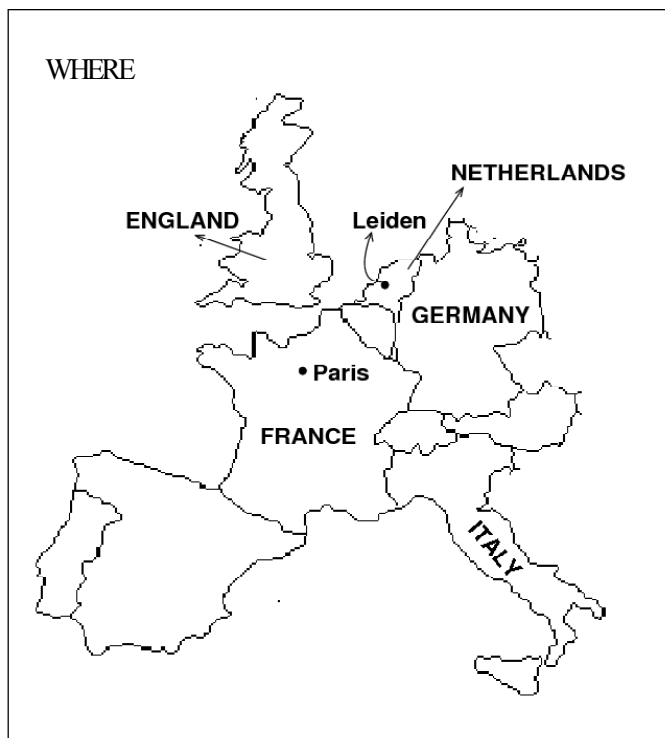 WHERE
NETHERLANDS
ENGLAND
Leiden
GERMANY
Paris
FRANCE
ITALY